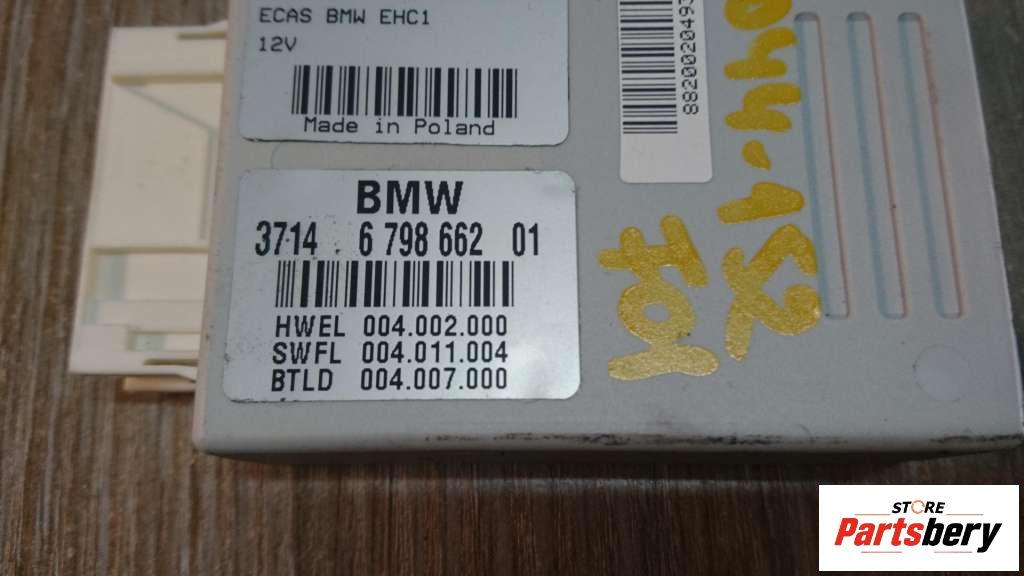 ECAS BMW EHC1
12V
Made in Poland
BMW
3714 . 6 798 662 01
HWEL 004.002.000
SWFL 004.011.004
BTLD 004.007.000
F01
STORE
Partsbery